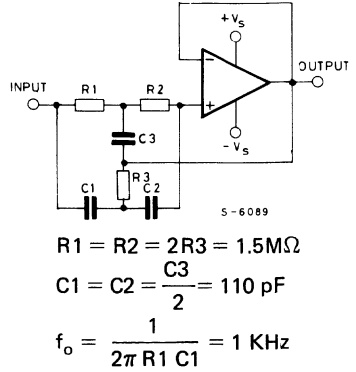 +Vs
OUTPUT
INPUT
R1
R2
−
+
C3
−Vs
R3
C1
C2
S-6089
R1 = R2 = 2R3 = 1.5MΩ
C1 = C2 = C3/2 = 110 pF
fo = 1/(2π R1 C1) = 1 KHz